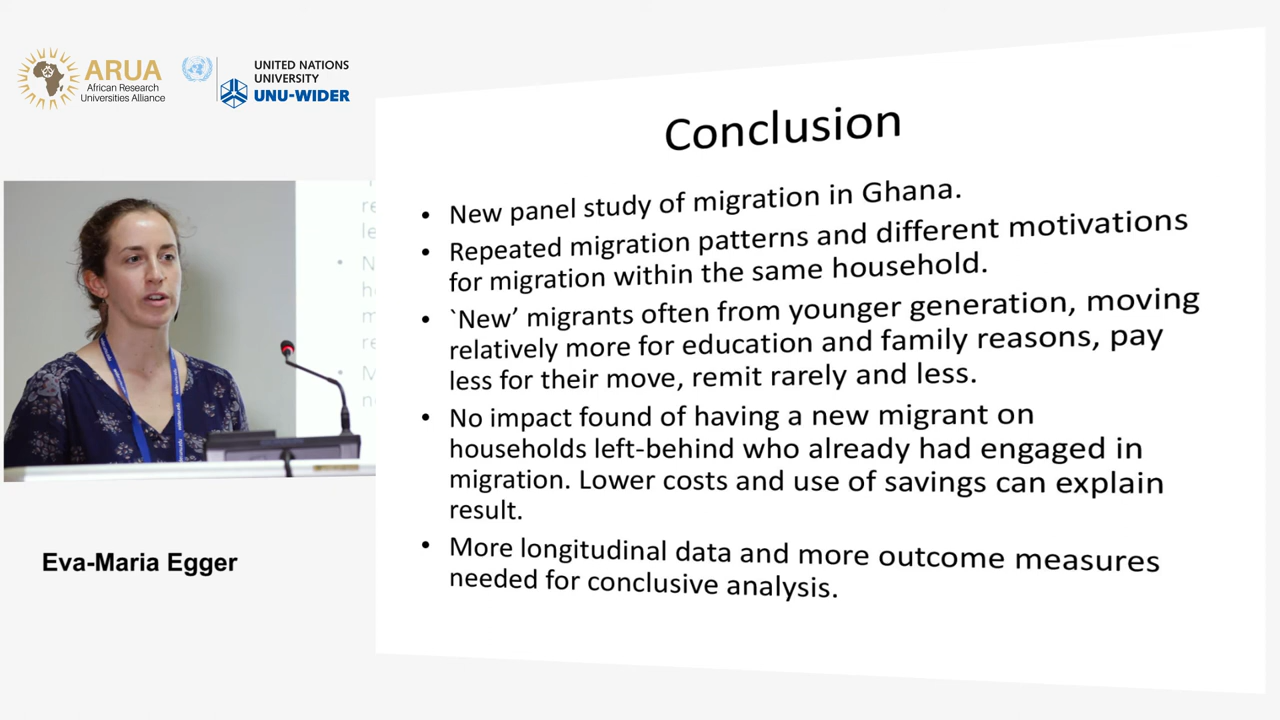 ARUA
African Research
Universities Alliance
UNITED NATIONS
UNIVERSITY
UNU-WIDER
Conclusion
• New panel study of migration in Ghana.
• Repeated migration patterns and different motivations
for migration within the same household.
• `New’ migrants often from younger generation, moving
relatively more for education and family reasons, pay
less for their move, remit rarely and less.
• No impact found of having a new migrant on
households left-behind who already had engaged in
migration. Lower costs and use of savings can explain
result.
• More longitudinal data and more outcome measures
needed for conclusive analysis.
Eva-Maria Egger